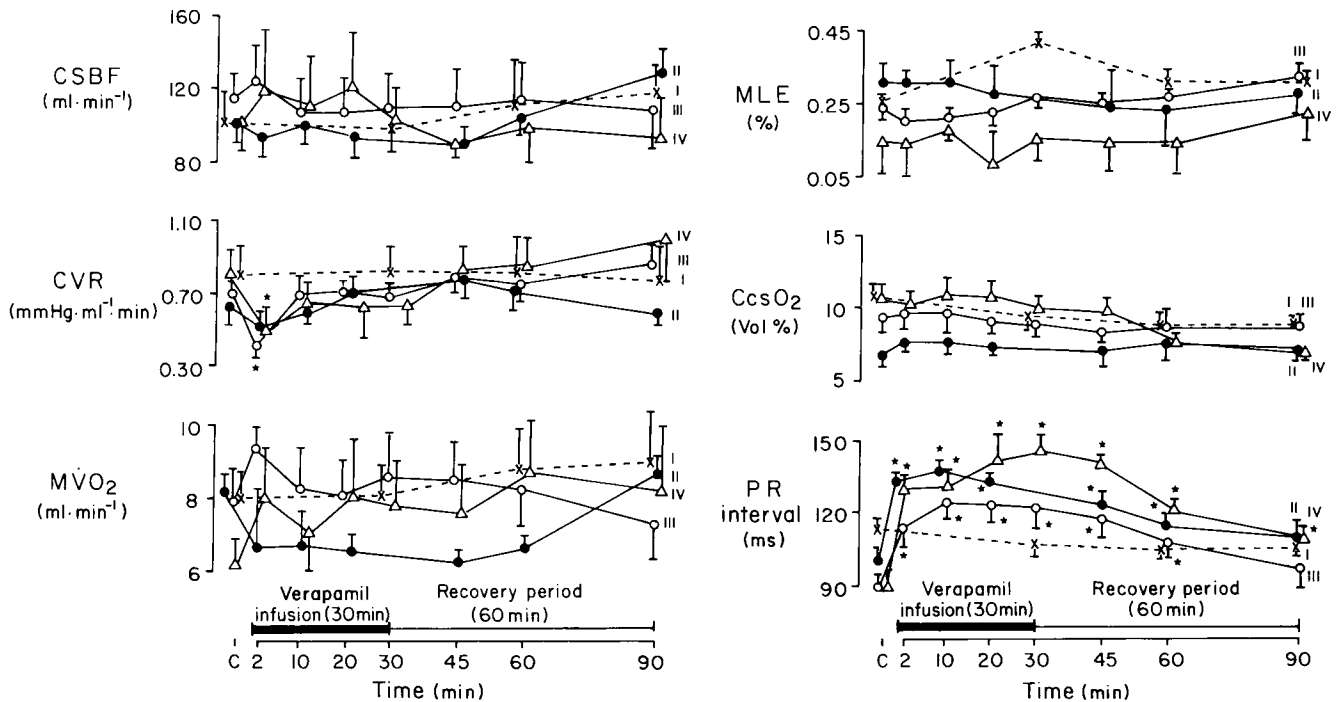 CSBF
(ml·min⁻¹)
160
120
80
II
I
III
IV
CVR
(mmHg·ml⁻¹·min)
1.10
0.70
0.30
*
*
IV
III
I
II
MV̇O₂
(ml·min⁻¹)
10
8
6
I
II
IV
III
Verapamil
infusion (30min)
Recovery period
(60 min)
C 2 10 20 30 45 60 90
Time (min)
MLE
(%)
0.45
0.25
0.05
III
I
II
IV
CcsO₂
(Vol %)
15
10
5
I III
II IV
PR
interval
(ms)
150
120
90
* * * * * * * * * * * * * * * * *
II IV
*
I
III
Verapamil
infusion (30min)
Recovery period
(60 min)
C 2 10 20 30 45 60 90
Time (min)